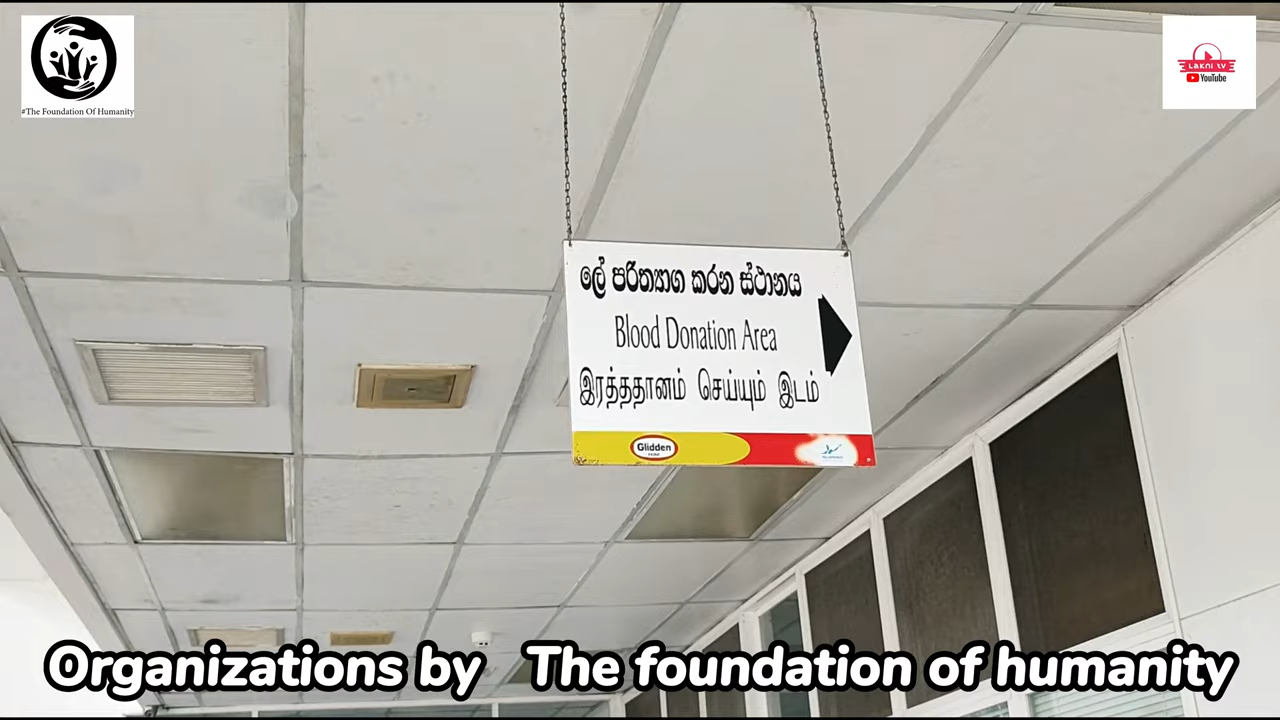 #The Foundation Of Humanity
Lakni tv
YouTube
ලේ පරිත්‍යාග කරන ස්ථානය
Blood Donation Area
இரத்ததானம் செய்யும் இடம்
Glidden
Organizations by The foundation of humanity